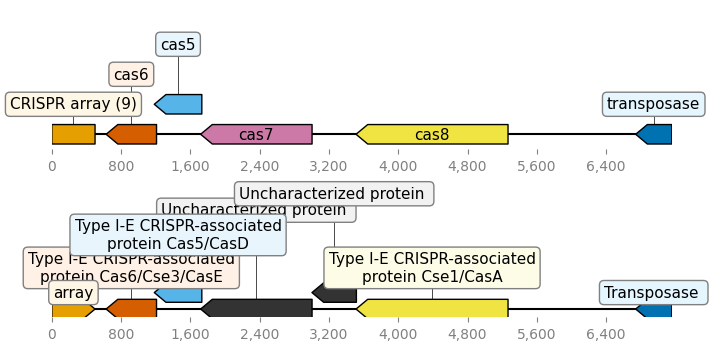 cas5
cas6
CRISPR array (9)
transposase
cas7
cas8
0 800 1,600 2,400 3,200 4,000 4,800 5,600 6,400
Uncharacterized protein
Uncharacterized protein
Type I-E CRISPR-associated
protein Cas5/CasD
Type I-E CRISPR-associated
protein Cas6/Cse3/CasE
Type I-E CRISPR-associated
protein Cse1/CasA
array
Transposase
0 800 1,600 2,400 3,200 4,000 4,800 5,600 6,400